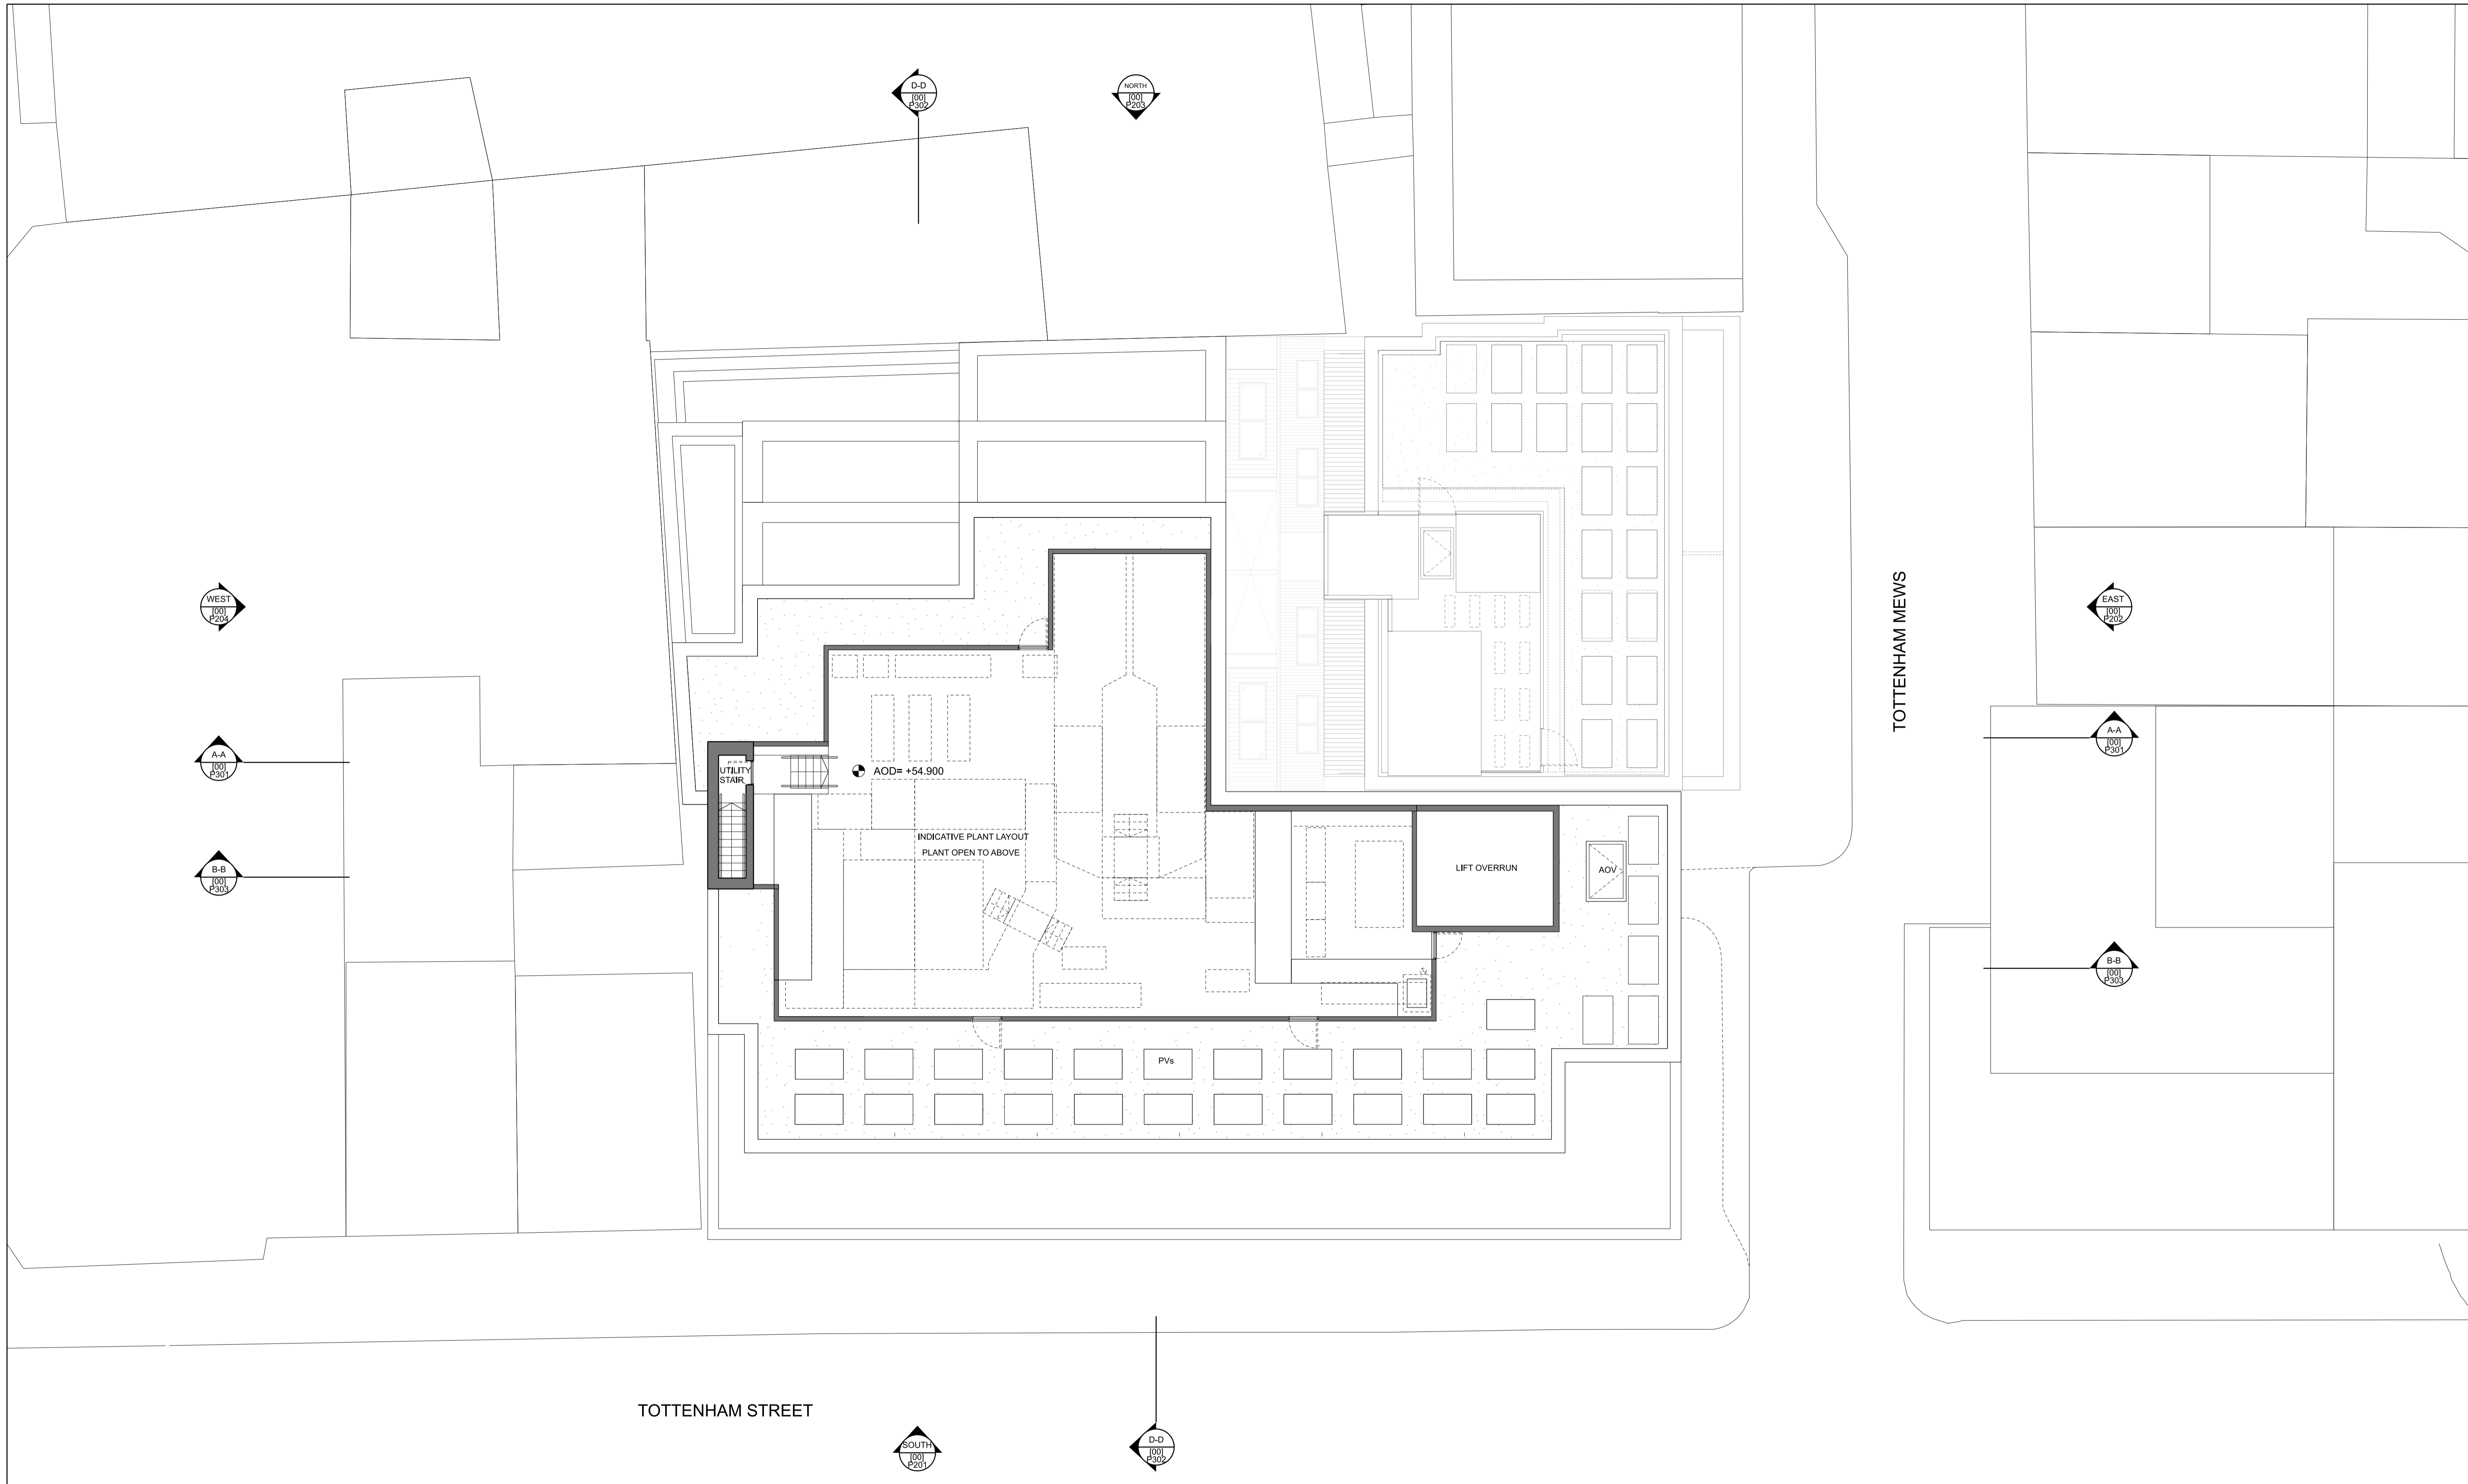 D-D
[00]
P302
NORTH
[00]
P203
WEST
[00]
P204
TOTTENHAM MEWS
EAST
[00]
P202
A-A
[00]
P301
A-A
[00]
P301
UTILITY
STAIR
AOD= +54.900
INDICATIVE PLANT LAYOUT
PLANT OPEN TO ABOVE
B-B
[00]
P303
LIFT OVERRUN
AOV
B-B
[00]
P303
PVs
TOTTENHAM STREET
SOUTH
[00]
P201
D-D
[00]
P302